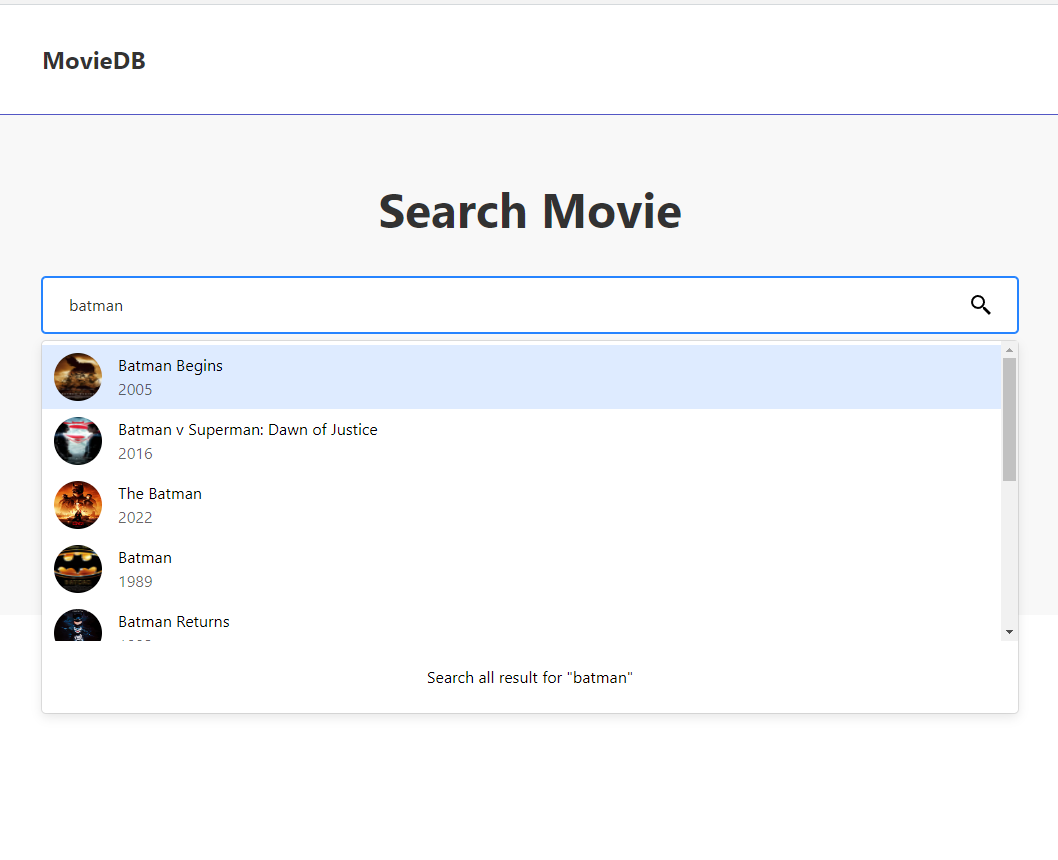 MovieDB
Search Movie
batman
Batman Begins
2005
Batman v Superman: Dawn of Justice
2016
The Batman
2022
Batman
1989
Batman Returns
Search all result for "batman"